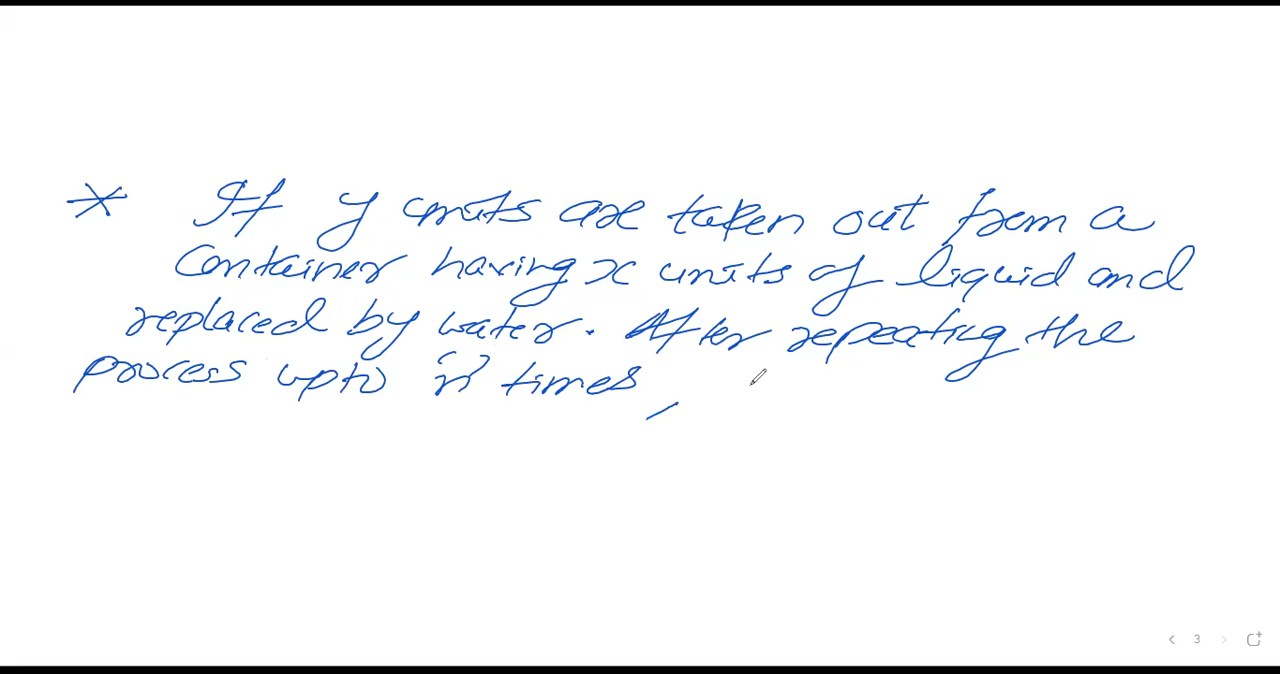 * If y units are taken out from a
container having x units of liquid and
replaced by water. After repeating the
process upto 'n' times,
3